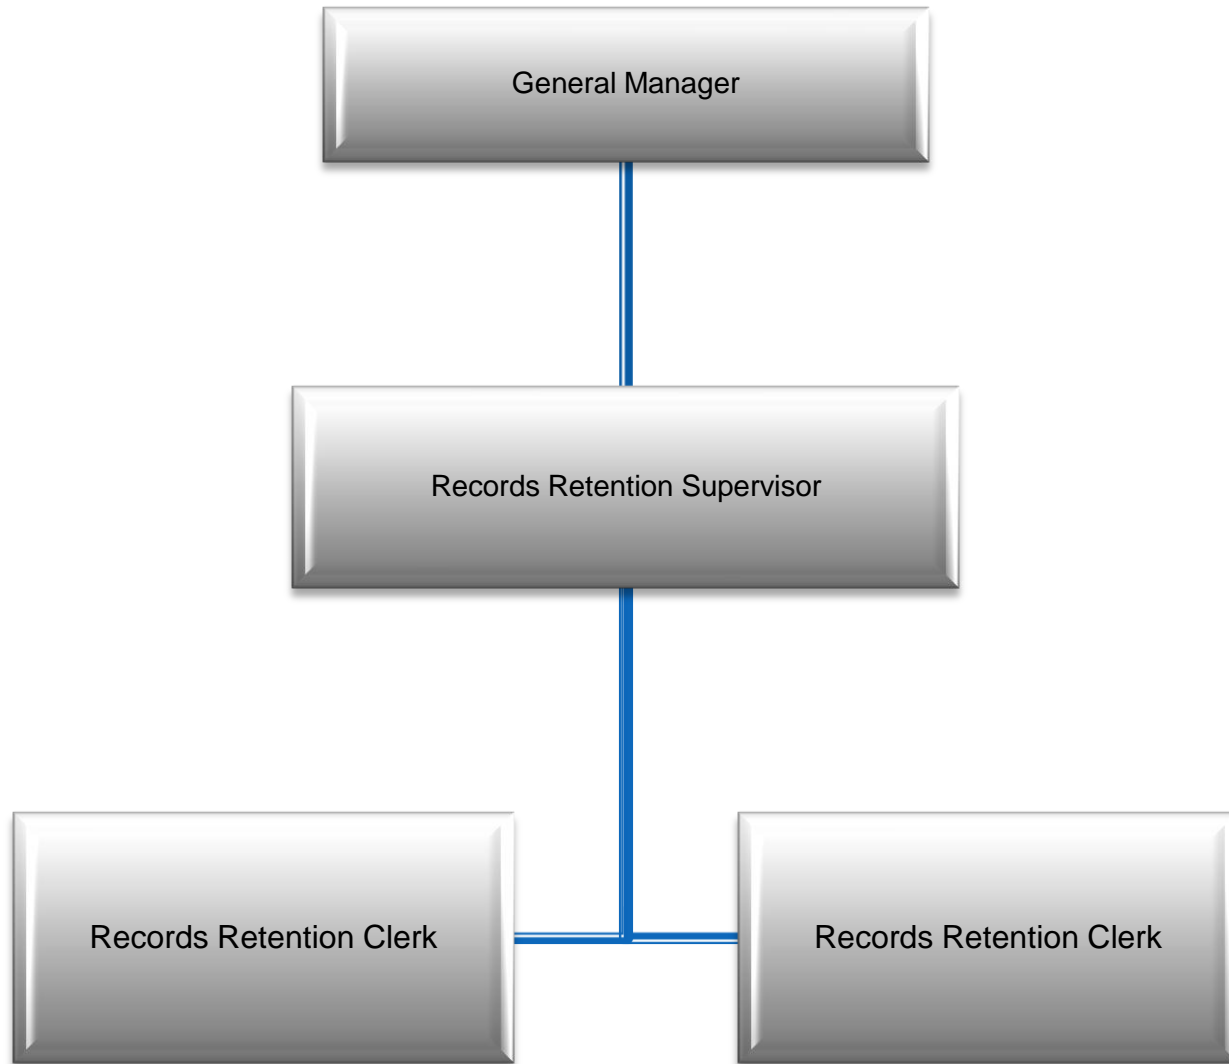 General Manager
Records Retention Supervisor
Records Retention Clerk
Records Retention Clerk